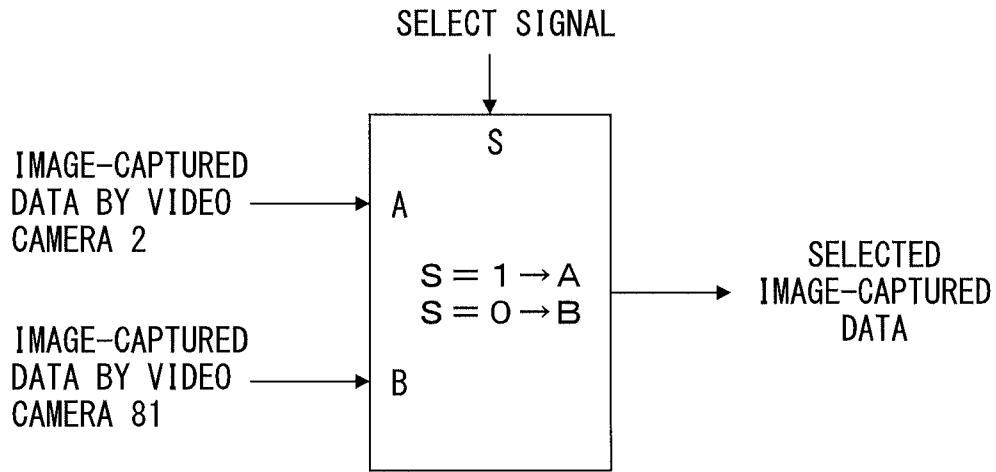 SELECT SIGNAL
S
IMAGE-CAPTURED
DATA BY VIDEO
CAMERA 2
A
S = 1 → A
S = 0 → B
SELECTED
IMAGE-CAPTURED
DATA
IMAGE-CAPTURED
DATA BY VIDEO
CAMERA 81
B